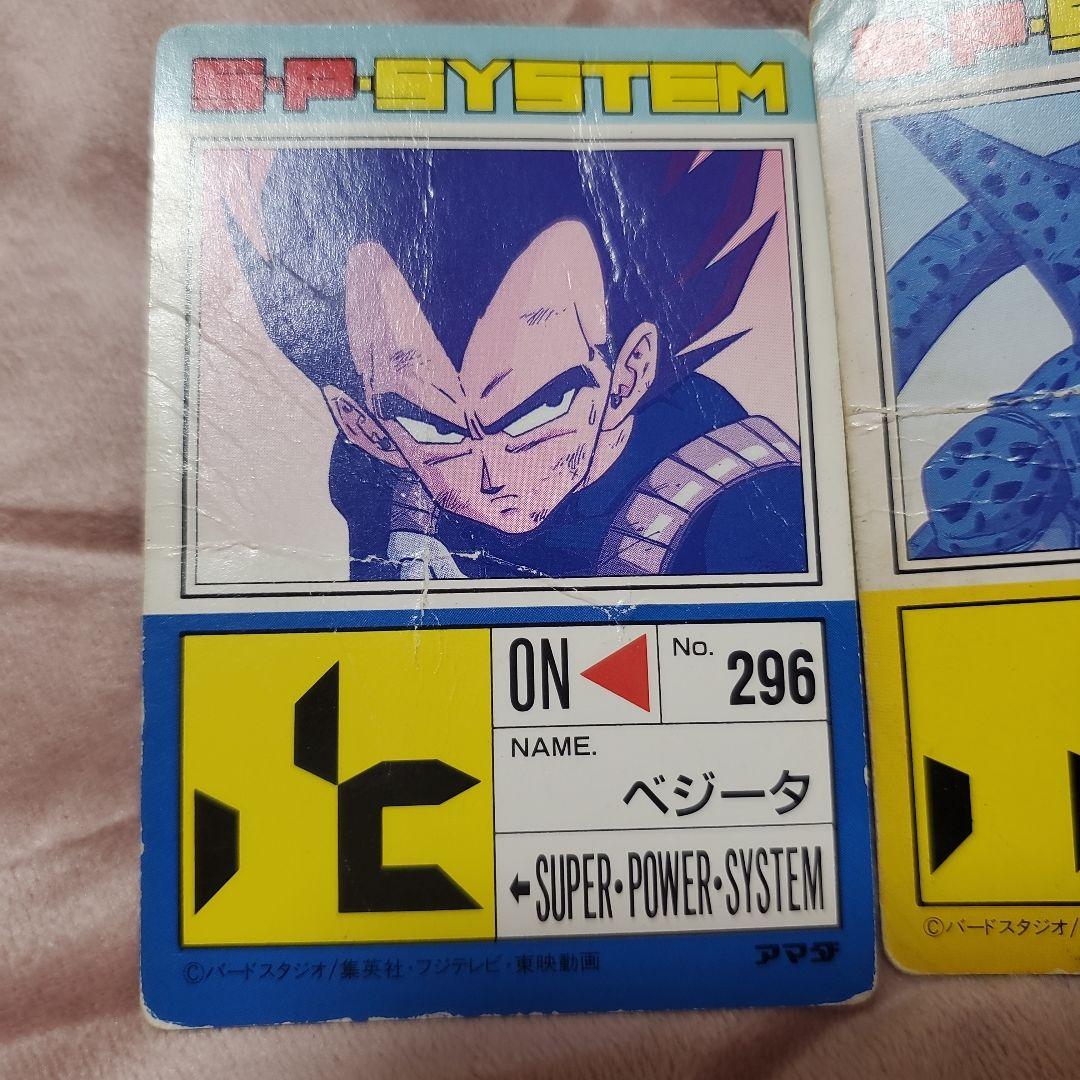 S・P・SYSTEM
ON
No. 296
NAME.
ベジータ
←SUPER・POWER・SYSTEM
アマダ
©バードスタジオ/集英社・フジテレビ・東映動画
S・P・
©バードスタジオ/